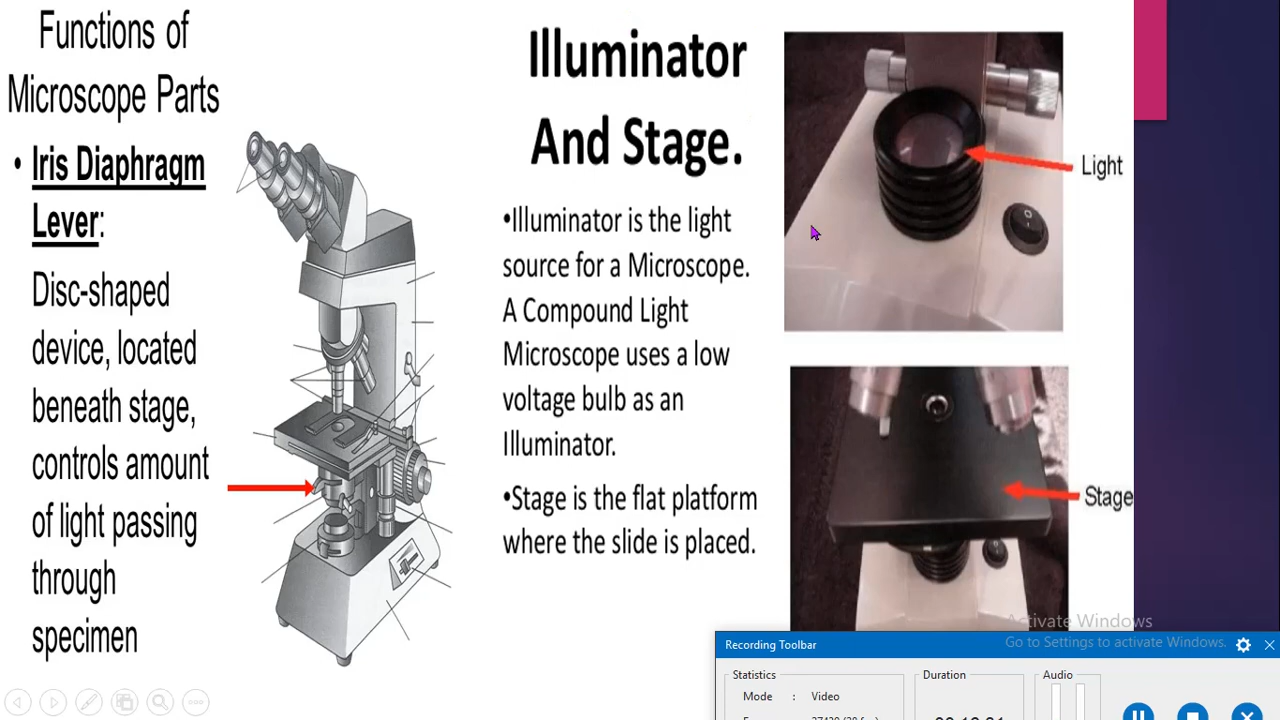 Functions of
Microscope Parts
• Iris Diaphragm
Lever:
Disc-shaped
device, located
beneath stage,
controls amount
of light passing
through
specimen
Illuminator
And Stage.
•Illuminator is the light
source for a Microscope.
A Compound Light
Microscope uses a low
voltage bulb as an
Illuminator.
•Stage is the flat platform
where the slide is placed.
Light
Stage
Activate Windows
Go to Settings to activate Windows.
Recording Toolbar
Statistics
Duration
Audio
Mode : Video